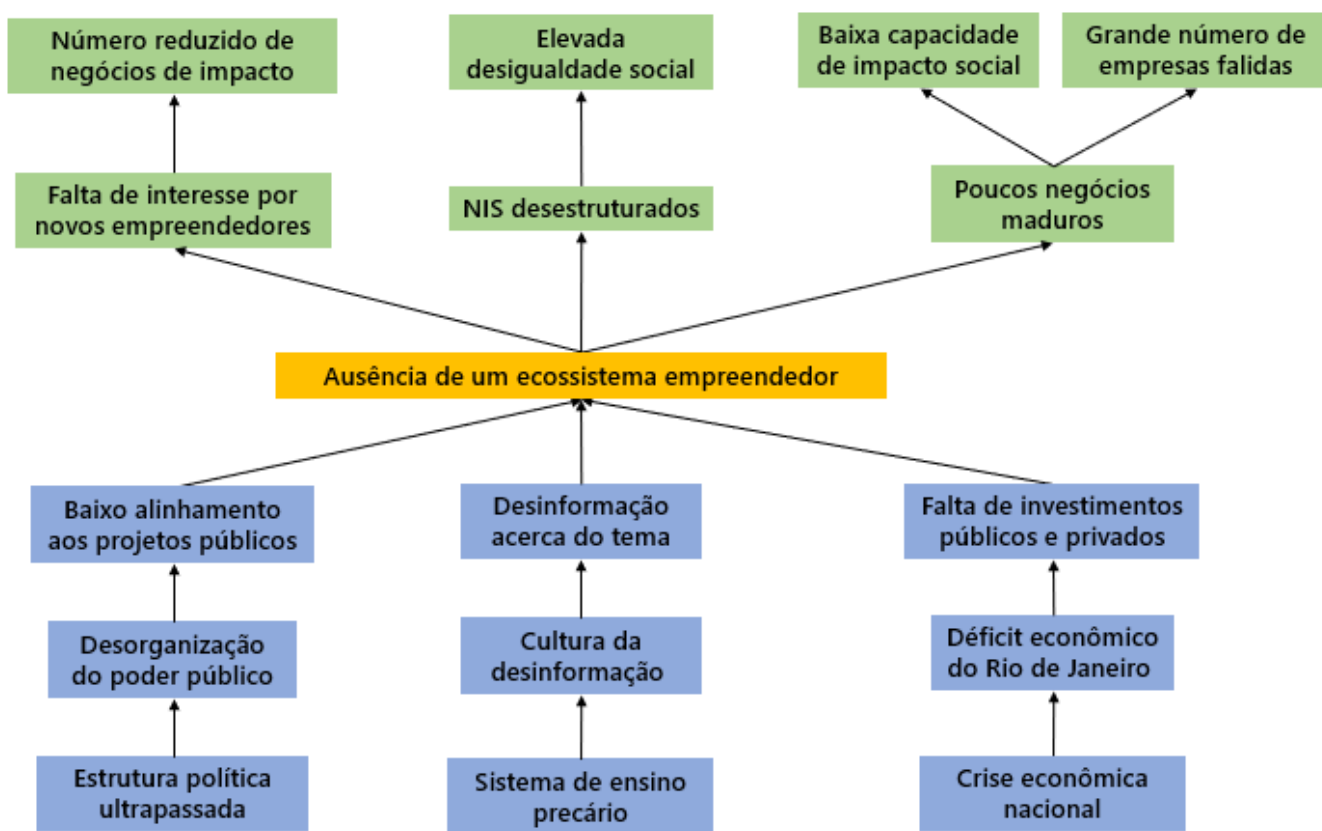 Número reduzido de
negócios de impacto
Elevada
desigualdade social
Baixa capacidade
de impacto social
Grande número de
empresas falidas
Falta de interesse por
novos empreendedores
NIS desestruturados
Poucos negócios
maduros
Ausência de um ecossistema empreendedor
Baixo alinhamento
aos projetos públicos
Desinformação
acerca do tema
Falta de investimentos
públicos e privados
Desorganização
do poder público
Cultura da
desinformação
Déficit econômico
do Rio de Janeiro
Estrutura política
ultrapassada
Sistema de ensino
precário
Crise econômica
nacional